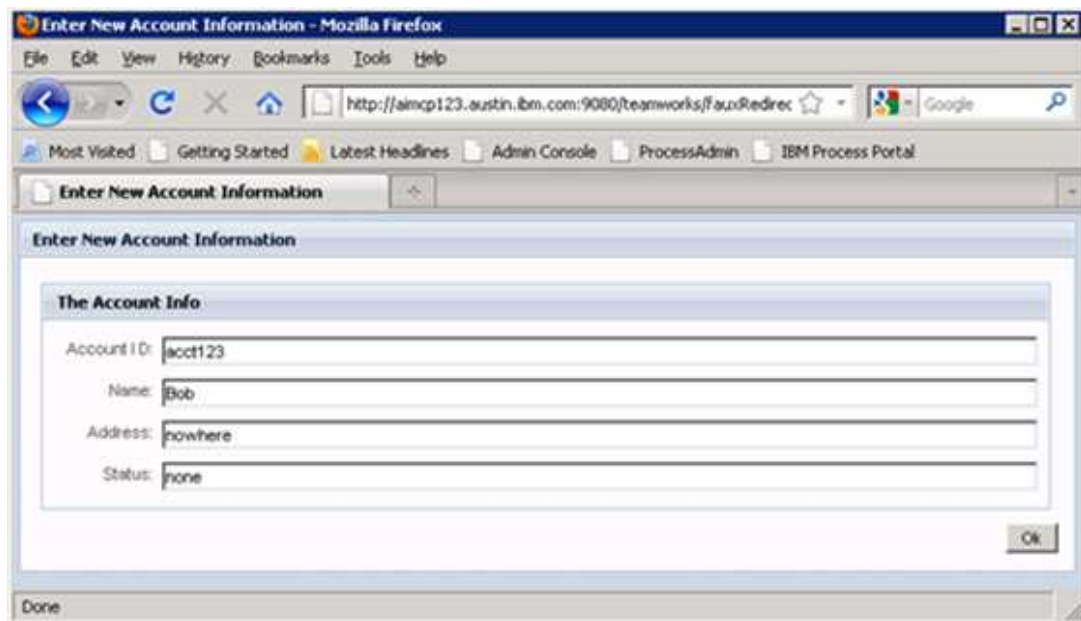 Enter New Account Information - Mozilla Firefox
File Edit View History Bookmarks Tools Help
http://aimcp123.austin.ibm.com:9080/teamworks/FauxRedirec Google
Most Visited Getting Started Latest Headlines Admin Console ProcessAdmin IBM Process Portal
Enter New Account Information
Enter New Account Information
The Account Info
Account ID: acct123
Name: Bob
Address: nowhere
Status: none
Ok
Done